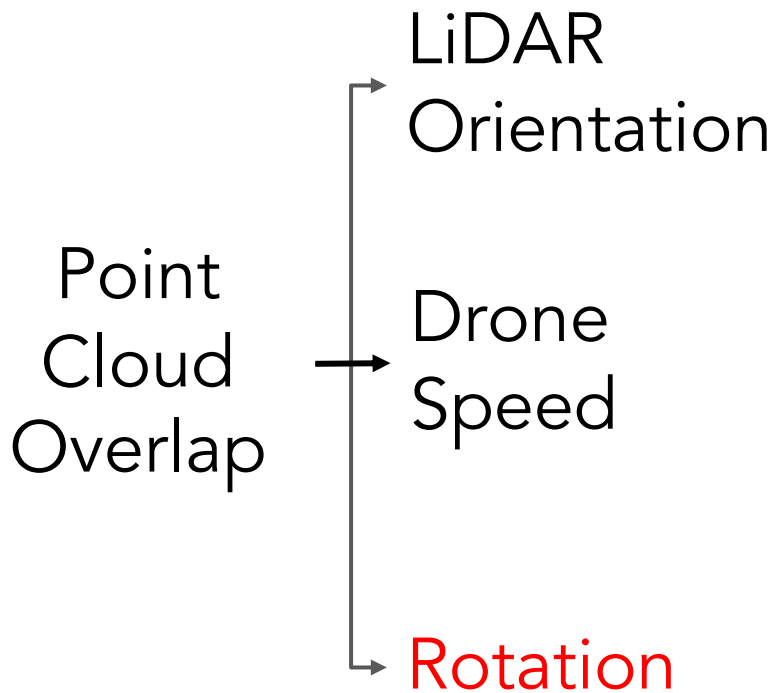 Point
Cloud
Overlap
LiDAR
Orientation
Drone
Speed
Rotation